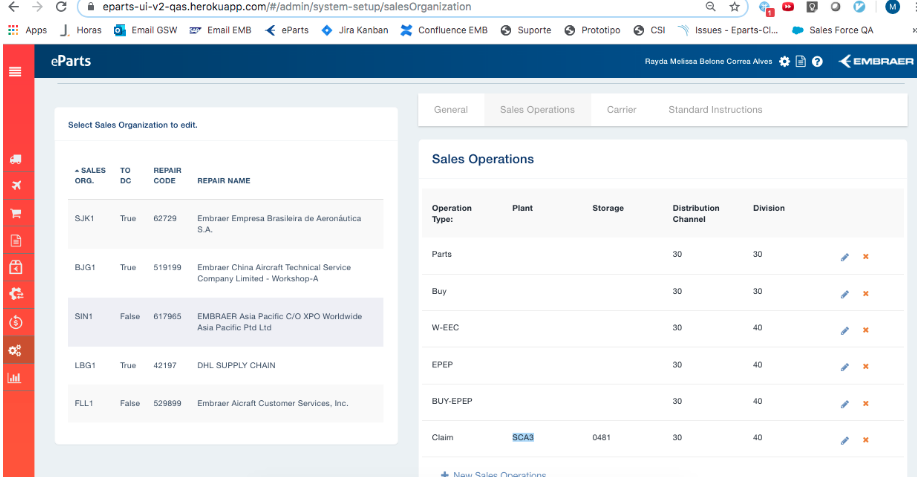 eparts-ui-v2-qas.herokuapp.com/#/admin/system-setup/salesOrganization
M
Apps Horas Email GSW Email EMB eParts Jira Kanban Confluence EMB Suporte Prototipo CSI Issues - Eparts-Cl... Sales Force QA »
eParts
Rayda Melissa Belone Correa Alves
EMBRAER
General Sales Operations Carrier Standard Instructions
Select Sales Organization to edit.
SALES ORG. TO DC REPAIR CODE REPAIR NAME
SJK1 True 62729 Embraer Empresa Brasileira de Aeronáutica
S.A.
BJG1 True 519199 Embraer China Aircraft Technical Service
Company Limited - Workshop-A
SIN1 False 617965 EMBRAER Asia Pacific C/O XPO Worldwide
Asia Pacific Ptd Ltd
LBG1 True 42197 DHL SUPPLY CHAIN
FLL1 False 529899 Embraer Aicraft Customer Services, Inc.
Sales Operations
Operation Type: Plant Storage Distribution Channel Division
Parts 30 30
Buy 30 30
W-EEC 30 40
EPEP 30 40
BUY-EPEP 30 40
Claim SCA3 0481 30 40
New Sales Operations